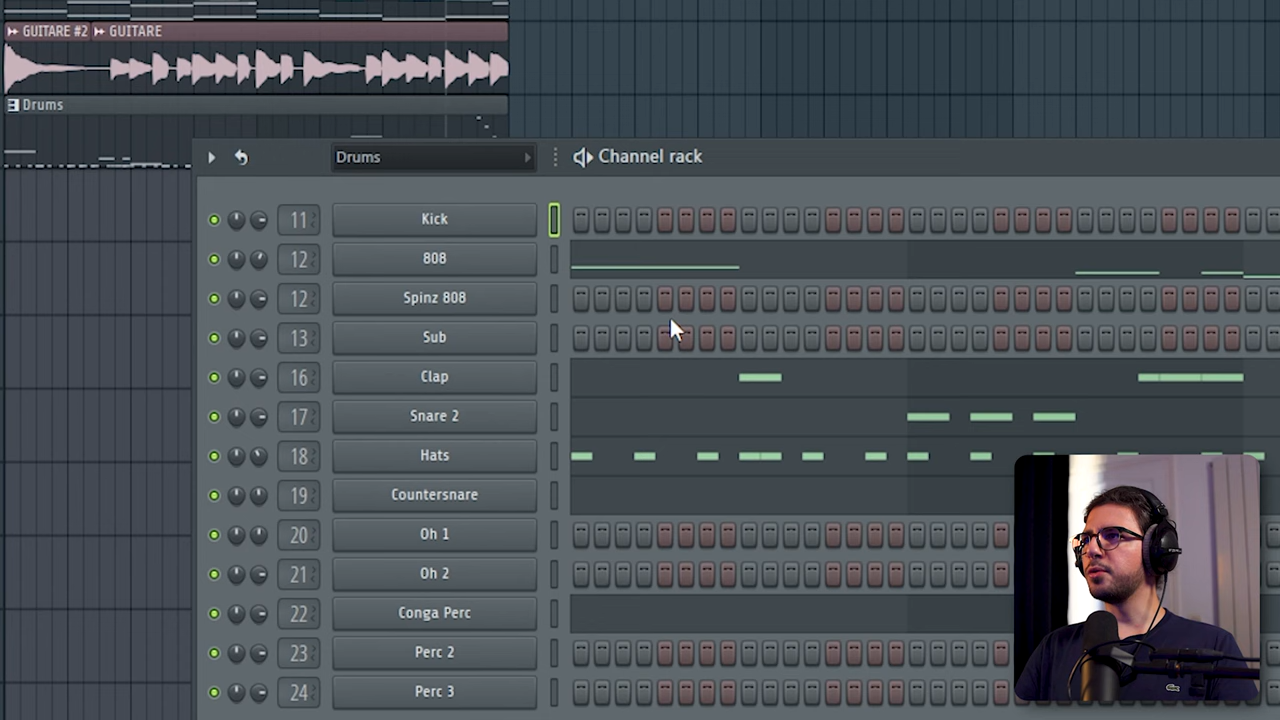 GUITARE #2 GUITARE
Drums
Drums Channel rack
11 Kick
12 808
12 Spinz 808
13 Sub
16 Clap
17 Snare 2
18 Hats
19 Countersnare
20 Oh 1
21 Oh 2
22 Conga Perc
23 Perc 2
24 Perc 3